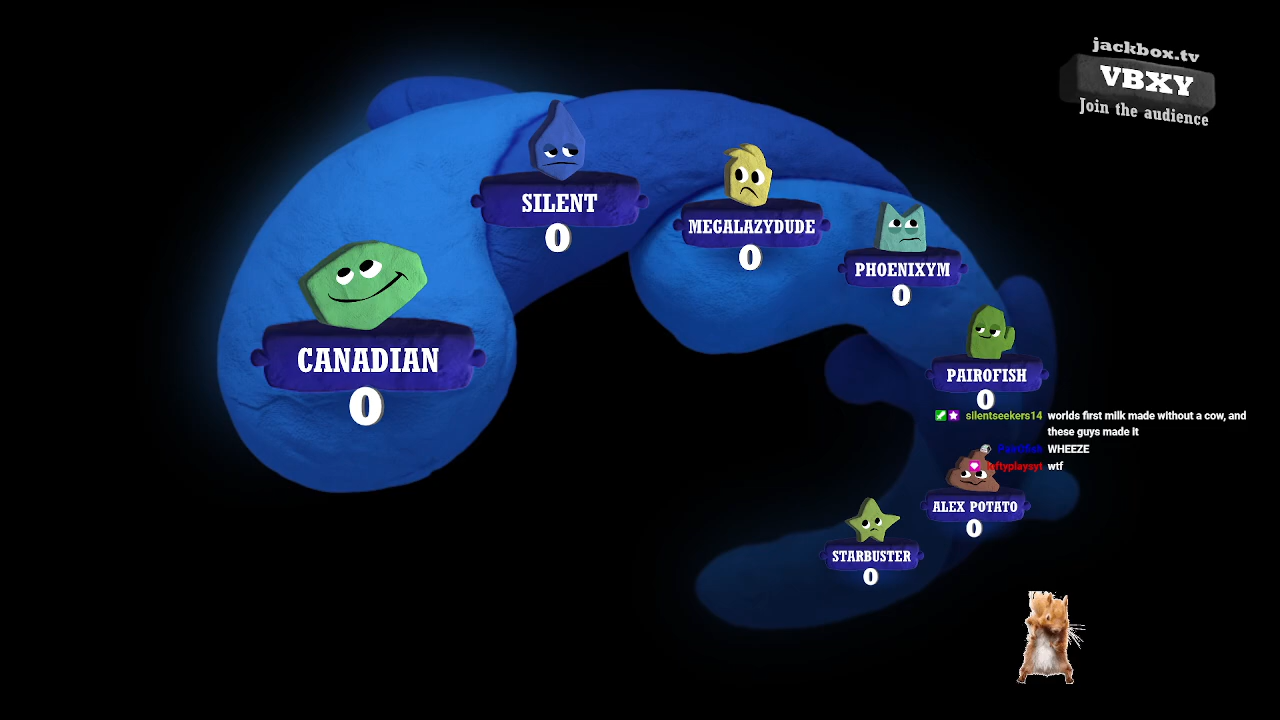 jackbox.tv
VBXY
Join the audience
SILENT
0
MEGALAZYDUDE
0
PHOENIXYM
0
CANADIAN
0
PAIROFISH
0
silentseekers14 worlds first milk made without a cow, and
these guys made it
WHEEZE
wtf
ALEX POTATO
0
STARBUSTER
0